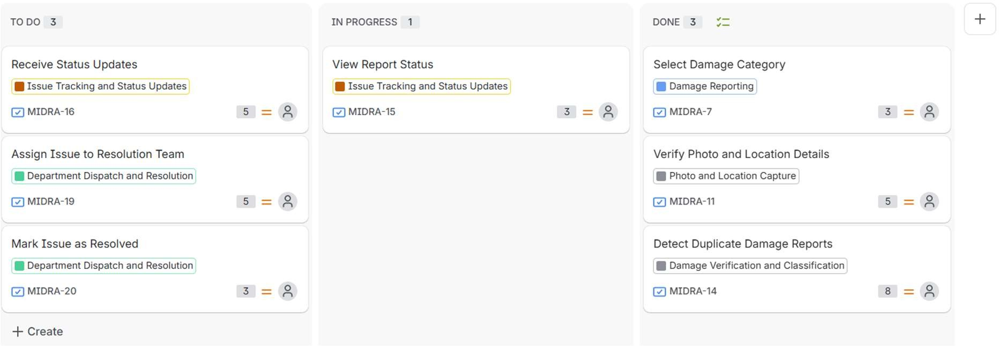 TO DO 3
Receive Status Updates
Issue Tracking and Status Updates
MIDRA-16 5
Assign Issue to Resolution Team
Department Dispatch and Resolution
MIDRA-19 5
Mark Issue as Resolved
Department Dispatch and Resolution
MIDRA-20 3
+ Create
IN PROGRESS 1
View Report Status
Issue Tracking and Status Updates
MIDRA-15 3
DONE 3
Select Damage Category
Damage Reporting
MIDRA-7 3
Verify Photo and Location Details
Photo and Location Capture
MIDRA-11 5
Detect Duplicate Damage Reports
Damage Verification and Classification
MIDRA-14 8